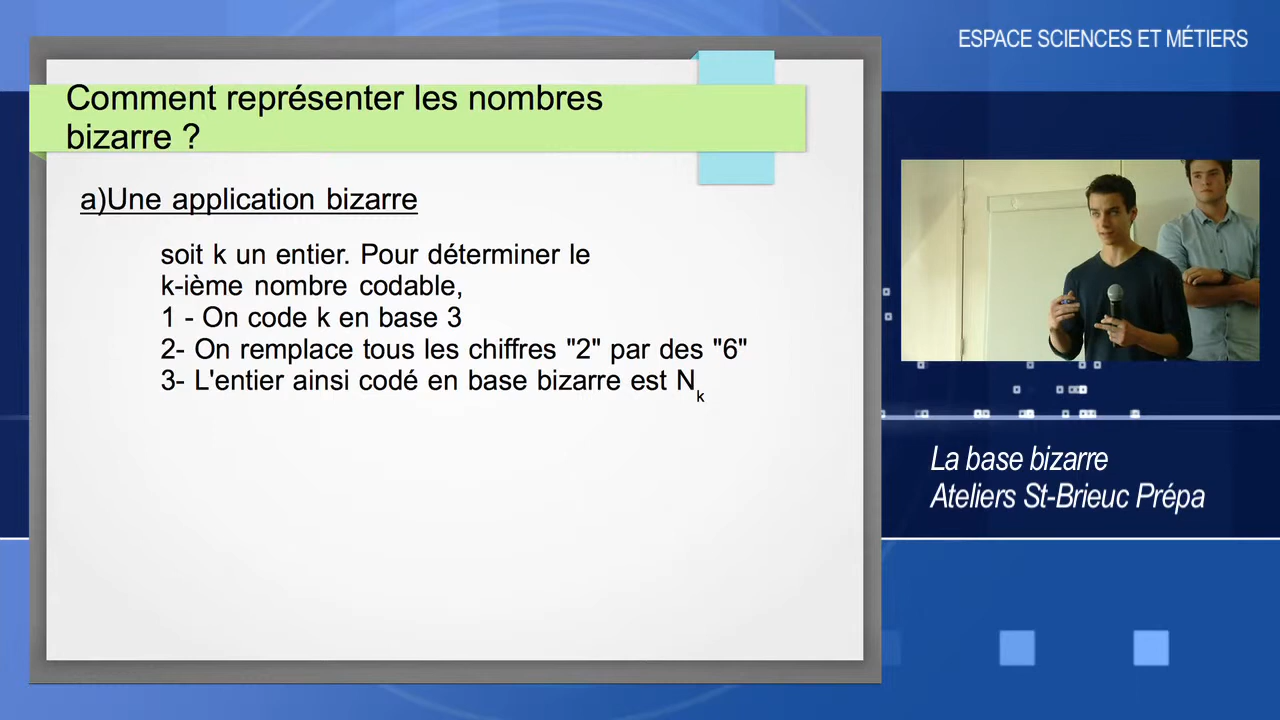 ESPACE SCIENCES ET MÉTIERS
Comment représenter les nombres
bizarre ?
a)Une application bizarre
soit k un entier. Pour déterminer le
k-ième nombre codable,
1 - On code k en base 3
2- On remplace tous les chiffres "2" par des "6"
3- L'entier ainsi codé en base bizarre est Nk
La base bizarre
Ateliers St-Brieuc Prépa